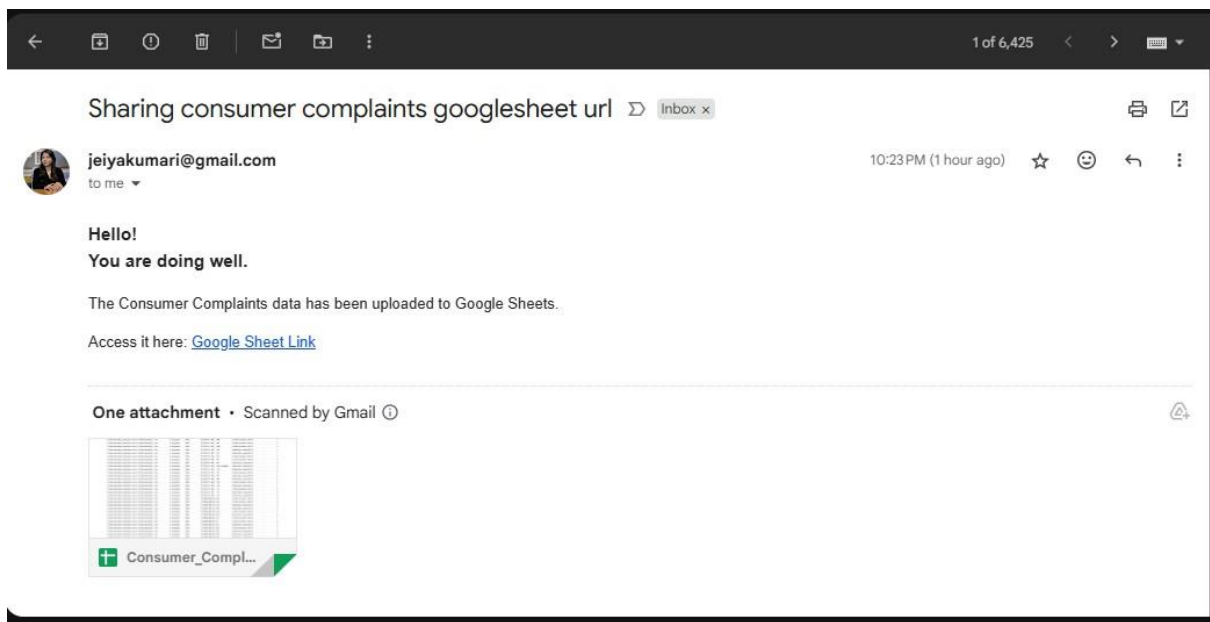 1 of 6,425
Sharing consumer complaints googlesheet url Inbox ×
jeiyakumari@gmail.com 10:23 PM (1 hour ago)
to me
Hello!
You are doing well.
The Consumer Complaints data has been uploaded to Google Sheets.
Access it here: Google Sheet Link
One attachment • Scanned by Gmail
Consumer_Compl...